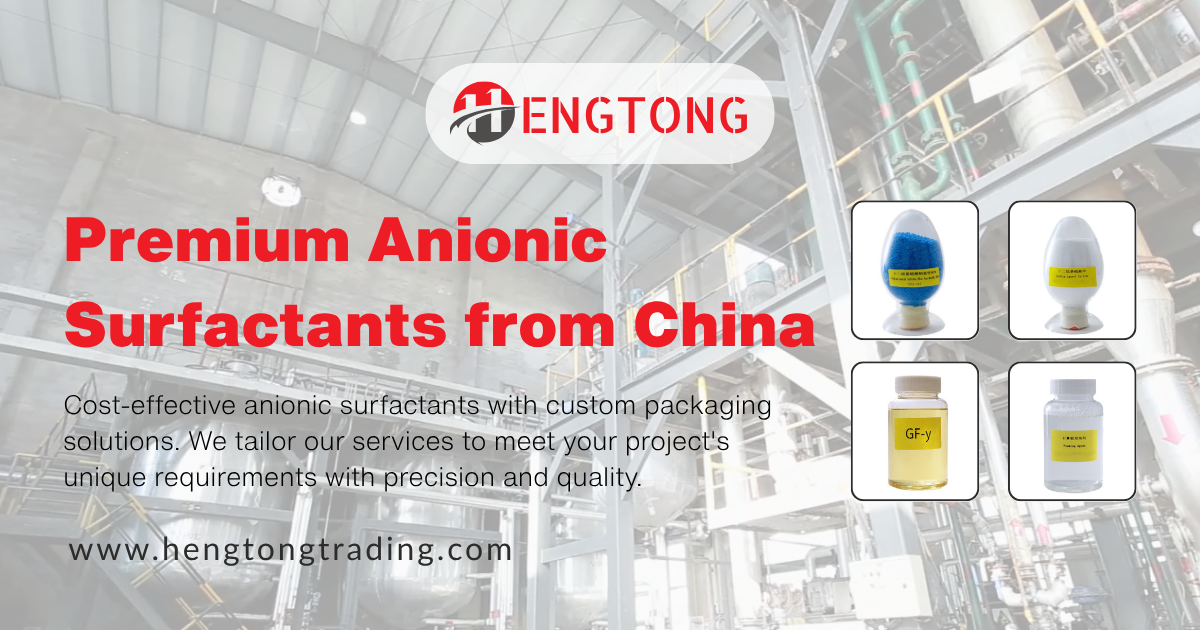 HENGTONG
Premium Anionic
Surfactants from China
Cost-effective anionic surfactants with custom packaging
solutions. We tailor our services to meet your project's
unique requirements with precision and quality.
www.hengtongtrading.com
GF-y